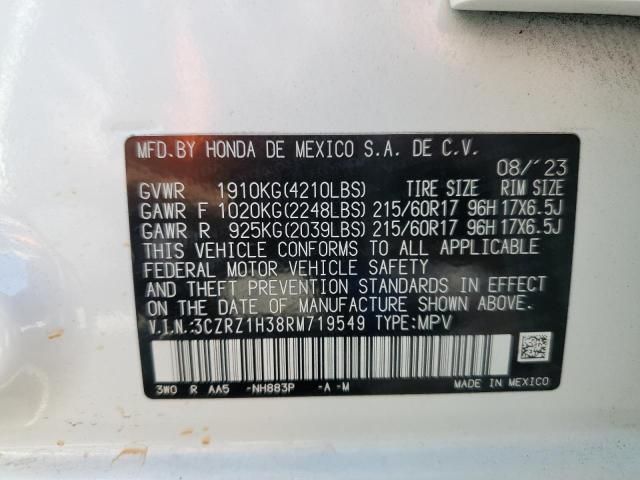 MFD.BY HONDA DE MEXICO S.A. DE C.V.
08/'23
GVWR 1910KG(4210LBS) TIRE SIZE RIM SIZE
GAWR F 1020KG(2248LBS) 215/60R17 96H 17X6.5J
GAWR R 925KG(2039LBS) 215/60R17 96H 17X6.5J
THIS VEHICLE CONFORMS TO ALL APPLICABLE
FEDERAL MOTOR VEHICLE SAFETY
AND THEFT PREVENTION STANDARDS IN EFFECT
ON THE DATE OF MANUFACTURE SHOWN ABOVE.
V.I.N.:3CZRZ1H38RM719549 TYPE:MPV
3W0 R AA5 -NH883P -A -M MADE IN MEXICO